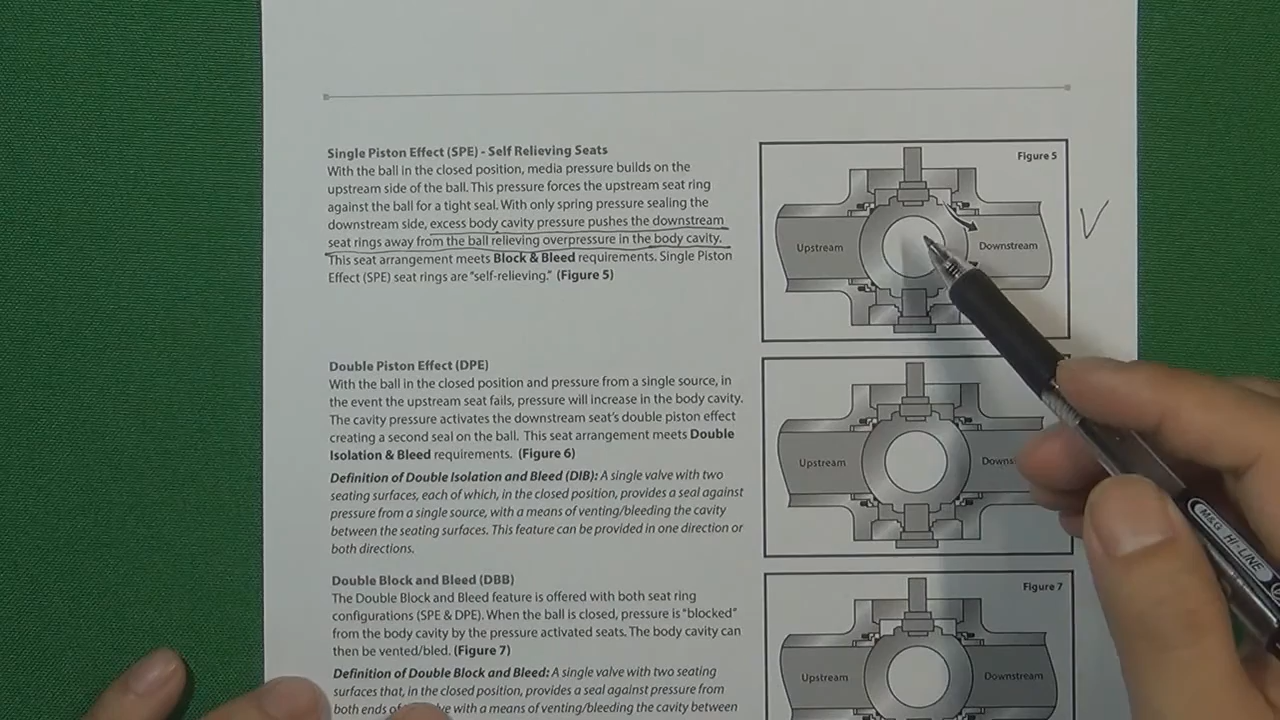 Single Piston Effect (SPE) - Self Relieving Seats
With the ball in the closed position, media pressure builds on the
upstream side of the ball. This pressure forces the upstream seat ring
against the ball for a tight seal. With only spring pressure sealing the
downstream side, excess body cavity pressure pushes the downstream
seat rings away from the ball relieving overpressure in the body cavity.
This seat arrangement meets Block & Bleed requirements. Single Piston
Effect (SPE) seat rings are "self-relieving." (Figure 5)
Figure 5
Upstream
Downstream
Double Piston Effect (DPE)
With the ball in the closed position and pressure from a single source, in
the event the upstream seat fails, pressure will increase in the body cavity.
The cavity pressure activates the downstream seat's double piston effect
creating a second seal on the ball. This seat arrangement meets Double
Isolation & Bleed requirements. (Figure 6)
Definition of Double Isolation and Bleed (DIB): A single valve with two
seating surfaces, each of which, in the closed position, provides a seal against
pressure from a single source, with a means of venting/bleeding the cavity
between the seating surfaces. This feature can be provided in one direction or
both directions.
Upstream
Downs
Double Block and Bleed (DBB)
The Double Block and Bleed feature is offered with both seat ring
configurations (SPE & DPE). When the ball is closed, pressure is "blocked"
from the body cavity by the pressure activated seats. The body cavity can
then be vented/bled. (Figure 7)
Definition of Double Block and Bleed: A single valve with two seating
surfaces that, in the closed position, provides a seal against pressure from
both ends of with a means of venting/bleeding the cavity between
Figure 7
Upstream
Downstream
M&G HI-LINE